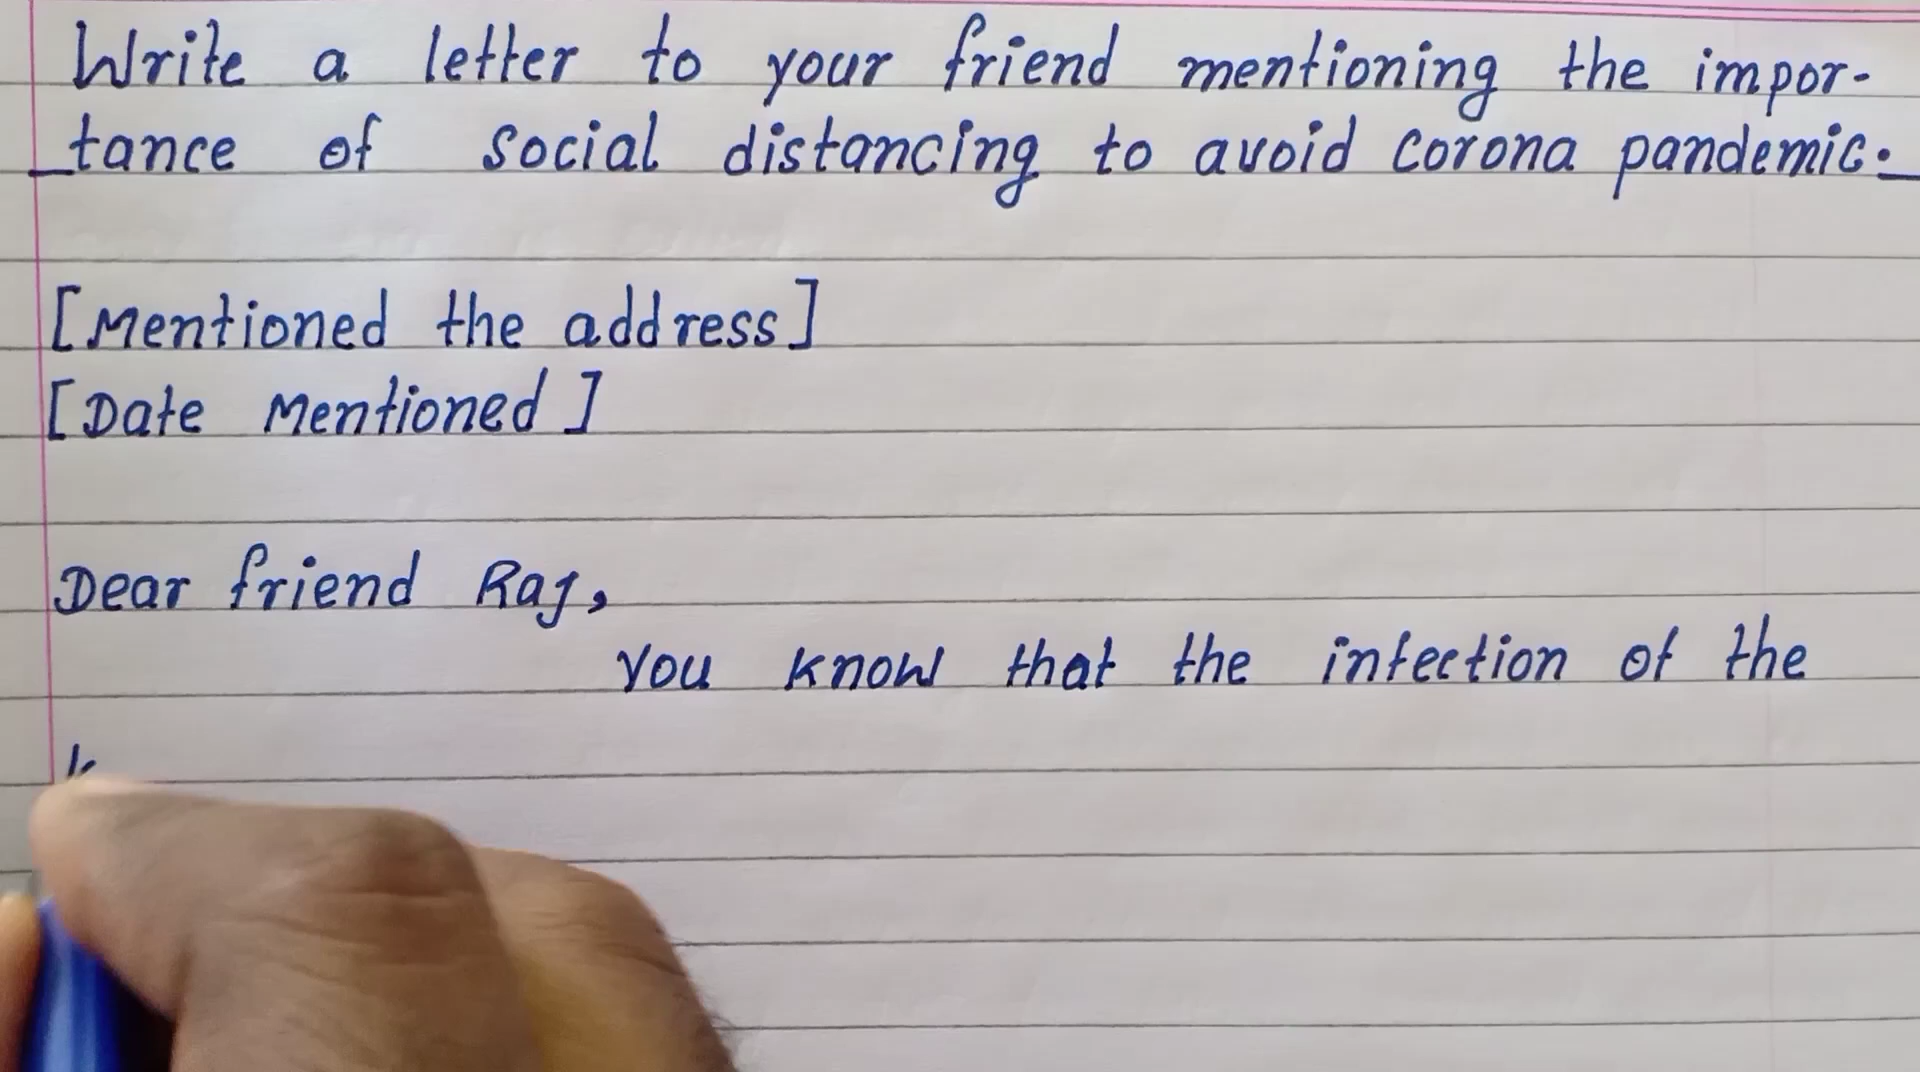 Write a letter to your friend mentioning the impor-
tance of social distancing to avoid corona pandemic.
[Mentioned the address]
[Date Mentioned]
Dear friend Raj,
You know that the infection of the